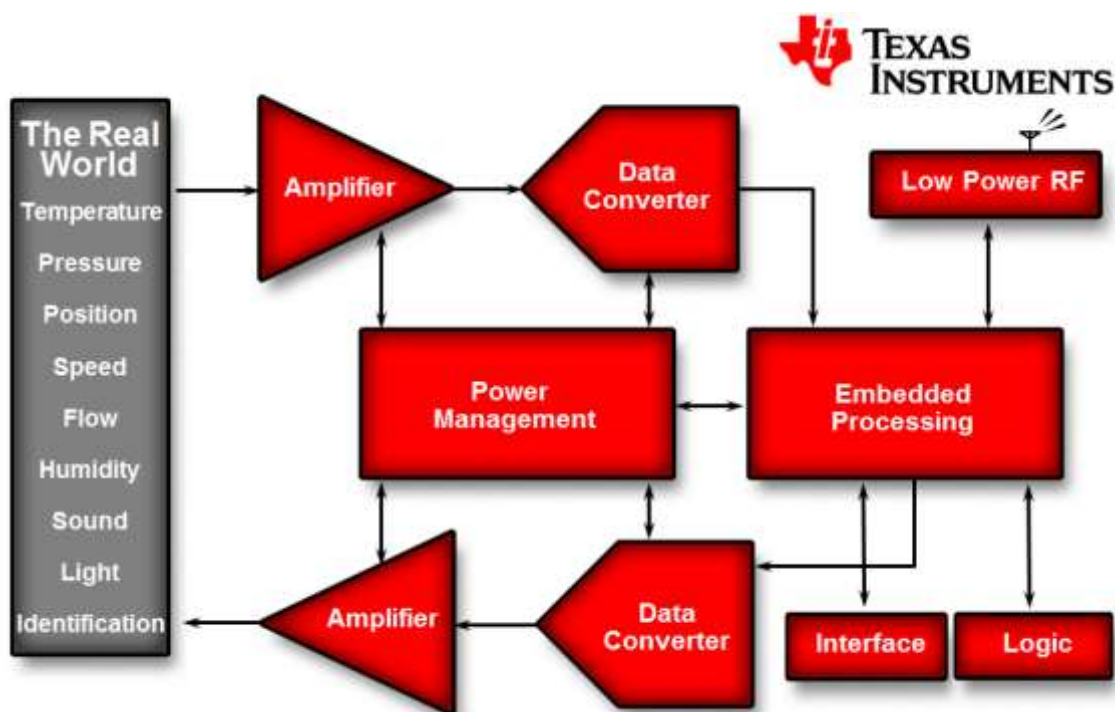 TEXAS
INSTRUMENTS
The Real
World
Temperature
Pressure
Position
Speed
Flow
Humidity
Sound
Light
Identification
Amplifier
Data
Converter
Low Power RF
Power
Management
Embedded
Processing
Amplifier
Data
Converter
Interface
Logic